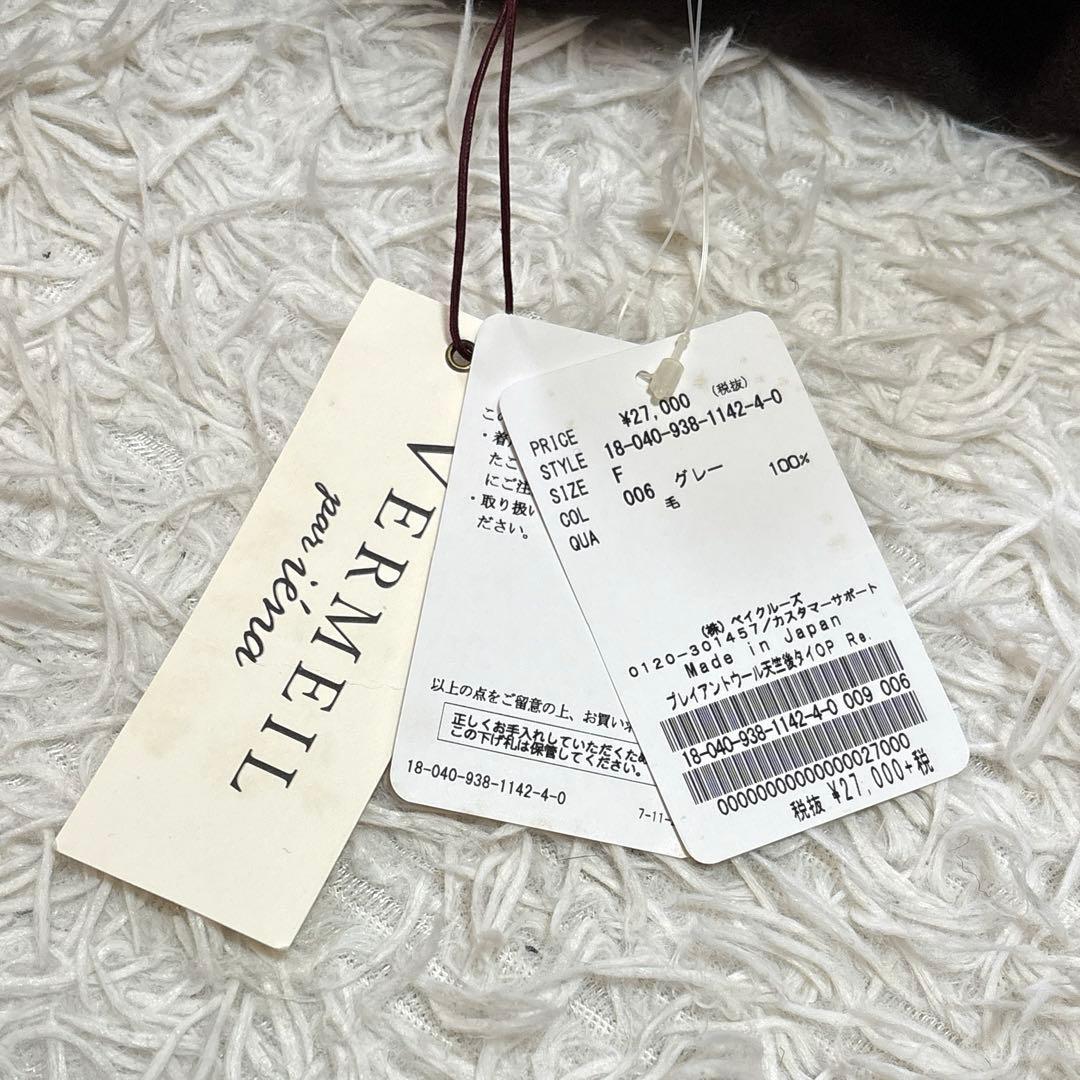 VERMEIL
par iéna
この
・着
たこ
にご注
・取り扱い
ださい。
以上の点をご留意の上、お買い
正しくお手入れしていただくため
この下げ札は保管してください。
18-040-938-1142-4-0
7-11-
PRICE ¥27,000 (税抜)
STYLE 18-040-938-1142-4-0
SIZE F
COL 006 グレー
QUA 毛 100%
(株) ベイクルーズ
0120-301457/カスタマーサポート
Made in Japan
ブレイアントウール天竺後タイOP Re.
18-040-938-1142-4-0 009 006
0000000000000027000
税抜 ¥27,000+税